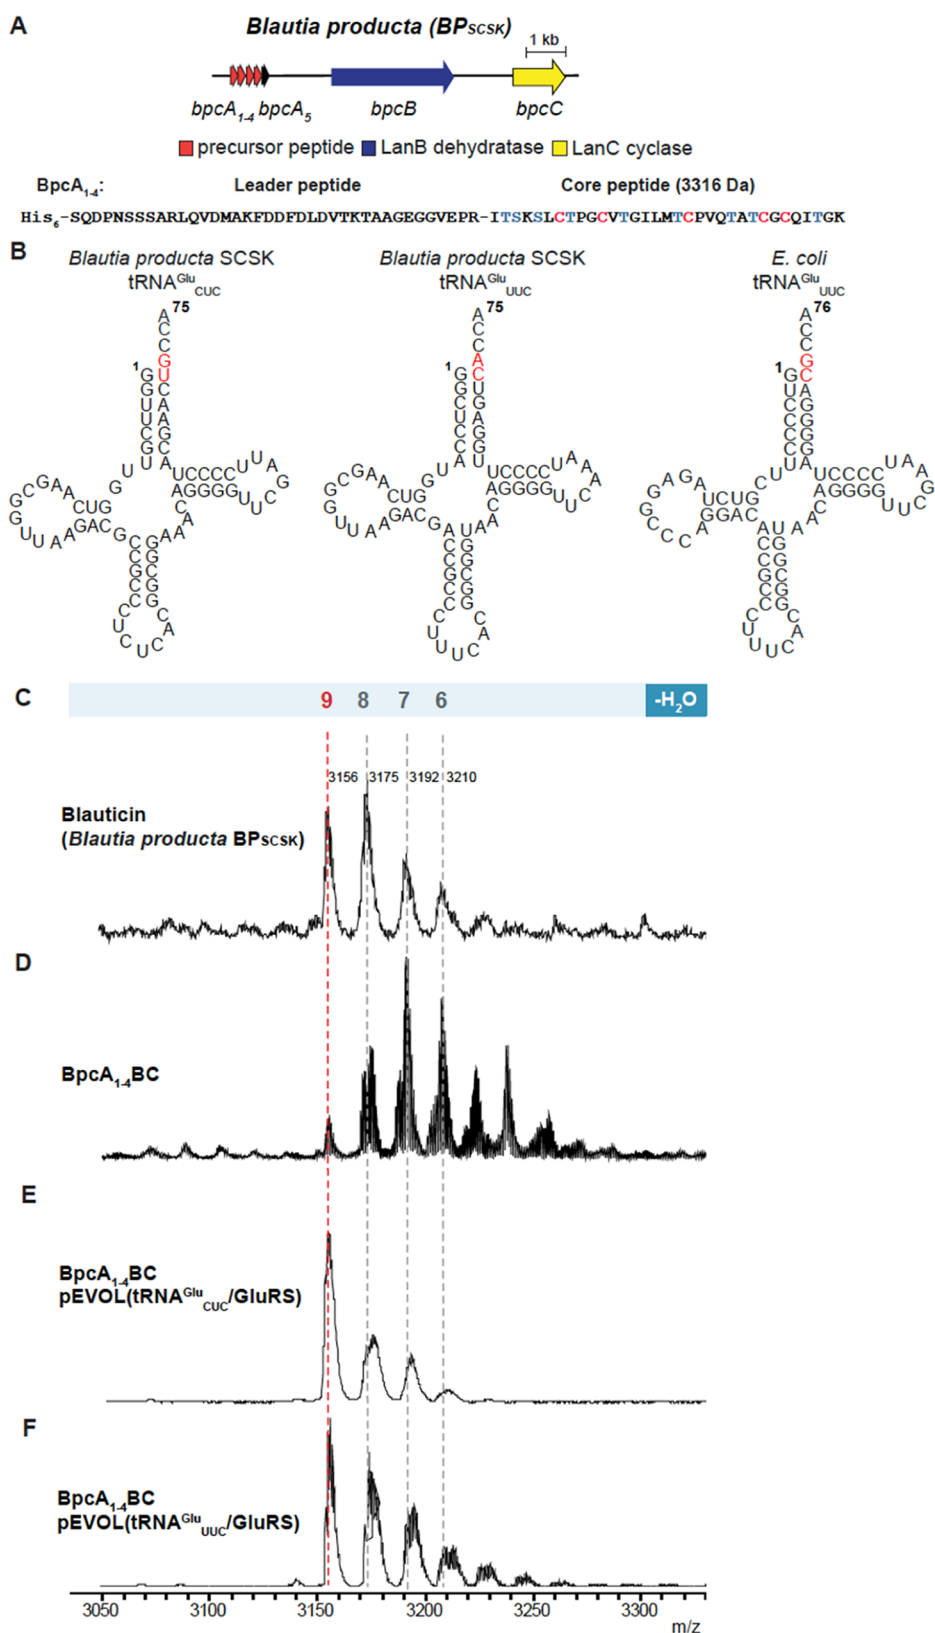 A
Blautia producta (BPSCSK)
1 kb
bpcA1-4 bpcA5 bpcB bpcC
precursor peptide LanB dehydratase LanC cyclase
BpcA1-4: Leader peptide Core peptide (3316 Da)
His6-SQDPNSSSARLQVDMAKFDDFDLDVTKTAAGEGGVEPR-ITSKSLCTPGCVTGILMTCPVQTATCGCQITGK
B
Blautia producta SCSK Blautia producta SCSK E. coli
tRNAGluCUC tRNAGluUUC tRNAGluUUC
75 75 76
1 1 1
C
9 8 7 6 -H2O
3156 3175 3192 3210
Blauticin
(Blautia producta BPSCSK)
D
BpcA1-4BC
E
BpcA1-4BC
pEVOL(tRNAGluCUC/GluRS)
F
BpcA1-4BC
pEVOL(tRNAGluUUC/GluRS)
3050 3100 3150 3200 3250 3300
m/z